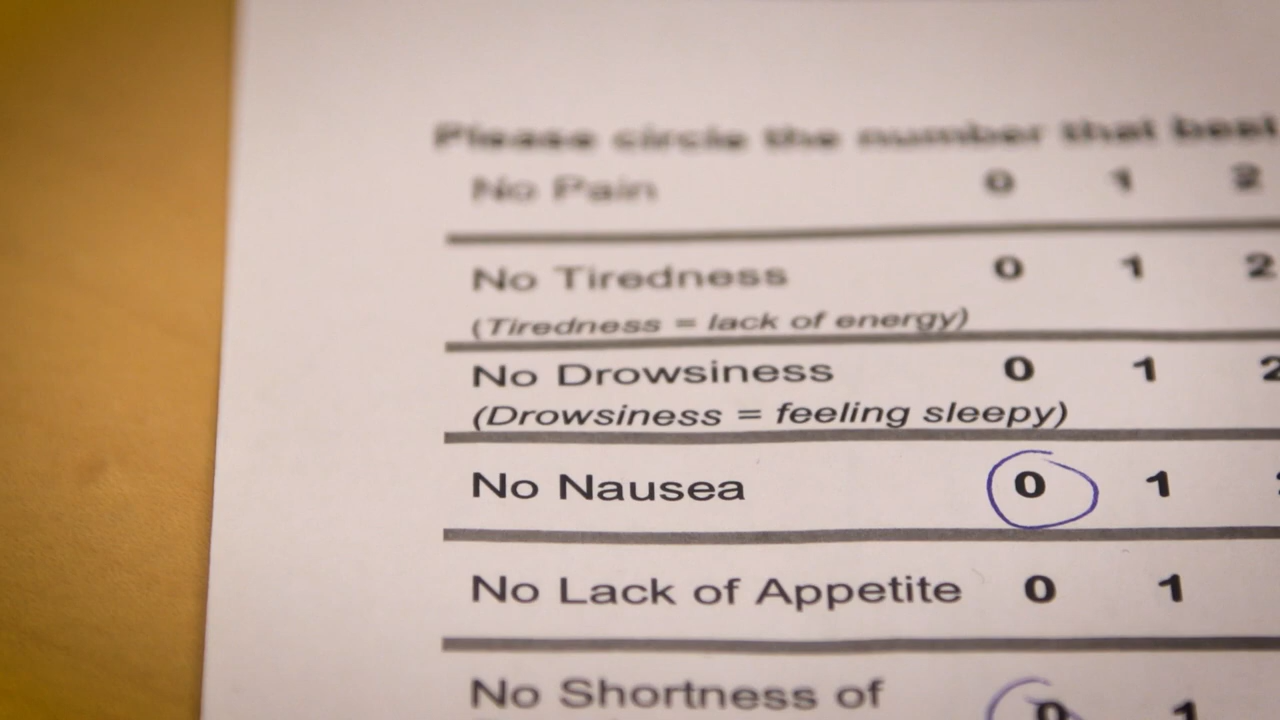 Please circle the number that best
No Pain 0 1 2
No Tiredness 0 1 2
(Tiredness = lack of energy)
No Drowsiness 0 1 2
(Drowsiness = feeling sleepy)
No Nausea 0 1
No Lack of Appetite 0 1
No Shortness of 0 1